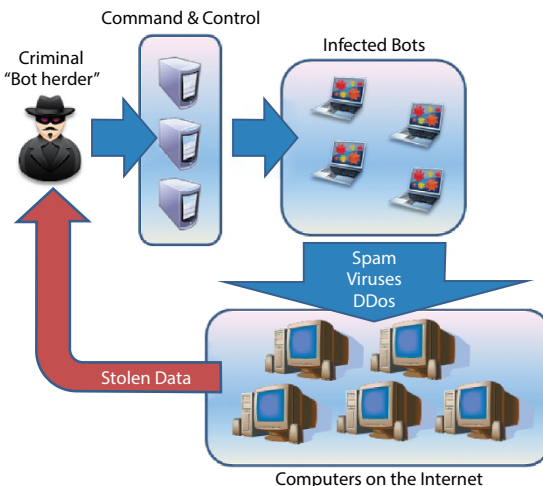 Command & Control
Criminal
“Bot herder”
Infected Bots
Spam
Viruses
DDos
Stolen Data
Computers on the Internet